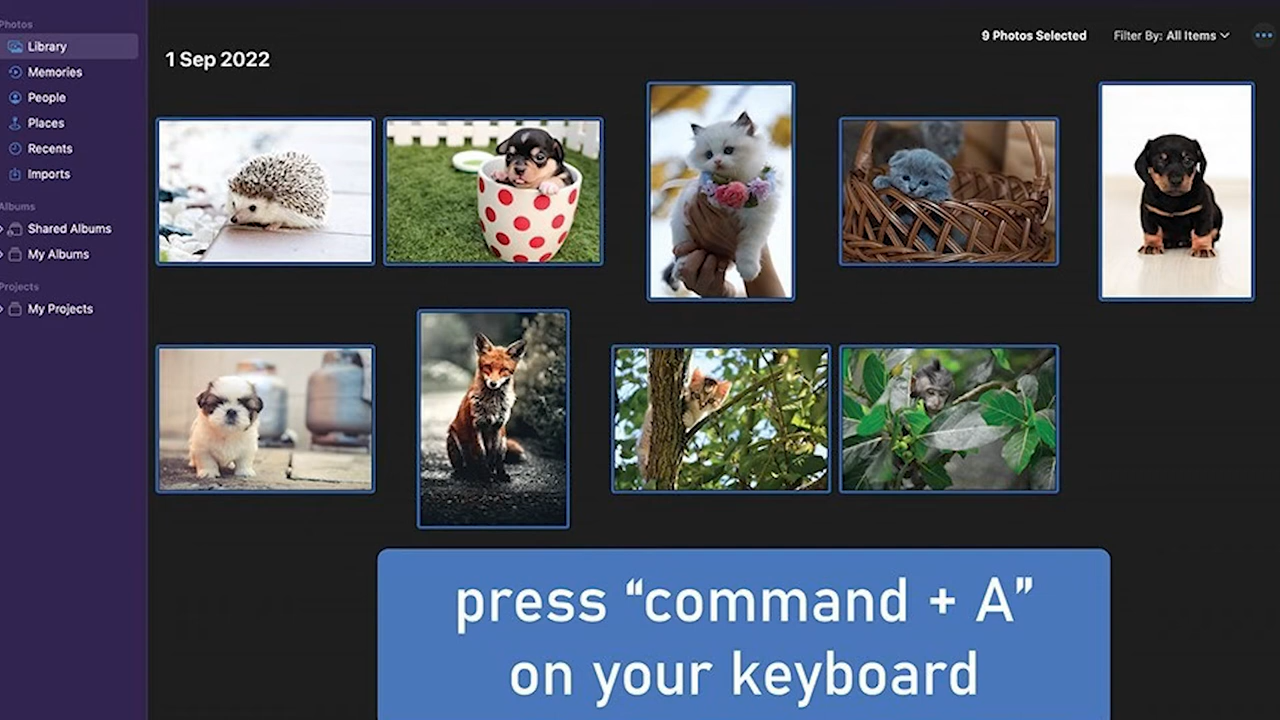 Photos
Library
Memories
People
Places
Recents
Imports
Albums
Shared Albums
My Albums
Projects
My Projects
1 Sep 2022
9 Photos Selected
Filter By: All Items
press “command + A”
on your keyboard